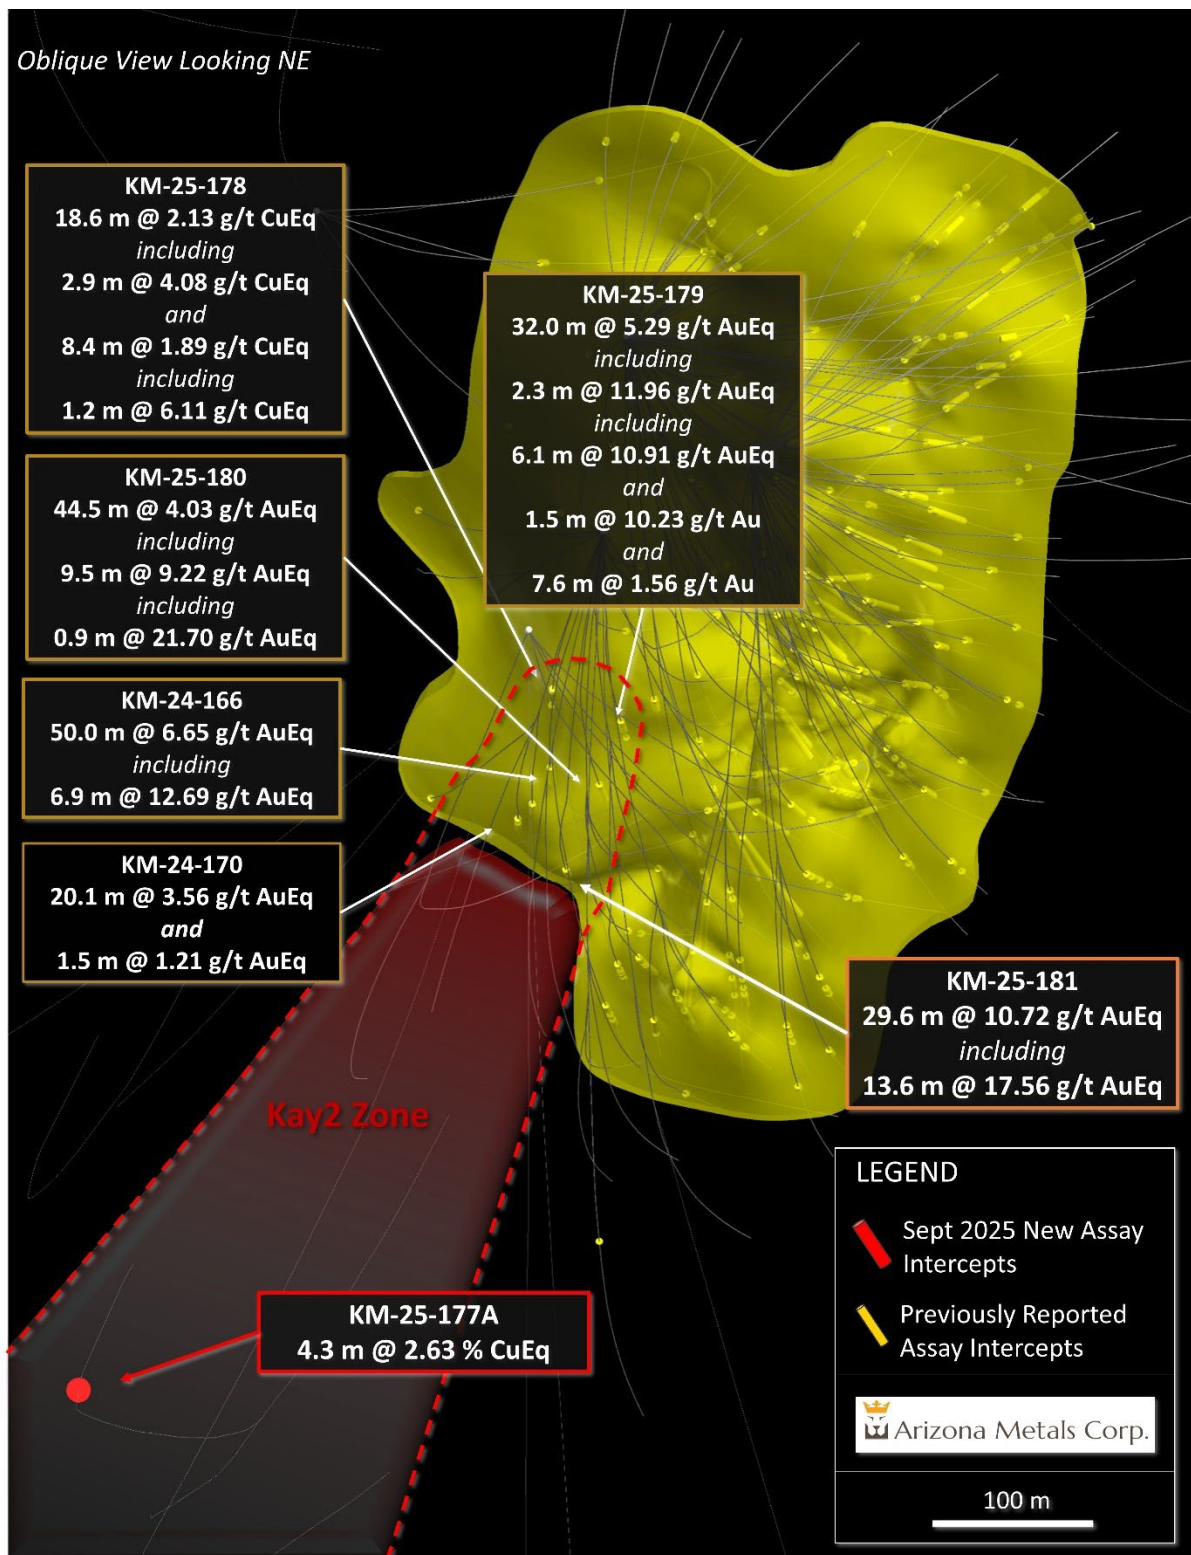 Oblique View Looking NE
KM-25-178
18.6 m @ 2.13 g/t CuEq
including
2.9 m @ 4.08 g/t CuEq
and
8.4 m @ 1.89 g/t CuEq
including
1.2 m @ 6.11 g/t CuEq
KM-25-179
32.0 m @ 5.29 g/t AuEq
including
2.3 m @ 11.96 g/t AuEq
including
6.1 m @ 10.91 g/t AuEq
and
1.5 m @ 10.23 g/t Au
and
7.6 m @ 1.56 g/t Au
KM-25-180
44.5 m @ 4.03 g/t AuEq
including
9.5 m @ 9.22 g/t AuEq
including
0.9 m @ 21.70 g/t AuEq
KM-24-166
50.0 m @ 6.65 g/t AuEq
including
6.9 m @ 12.69 g/t AuEq
KM-24-170
20.1 m @ 3.56 g/t AuEq
and
1.5 m @ 1.21 g/t AuEq
KM-25-181
29.6 m @ 10.72 g/t AuEq
including
13.6 m @ 17.56 g/t AuEq
Kay2 Zone
KM-25-177A
4.3 m @ 2.63 % CuEq
LEGEND
Sept 2025 New Assay
Intercepts
Previously Reported
Assay Intercepts
Arizona Metals Corp.
100 m